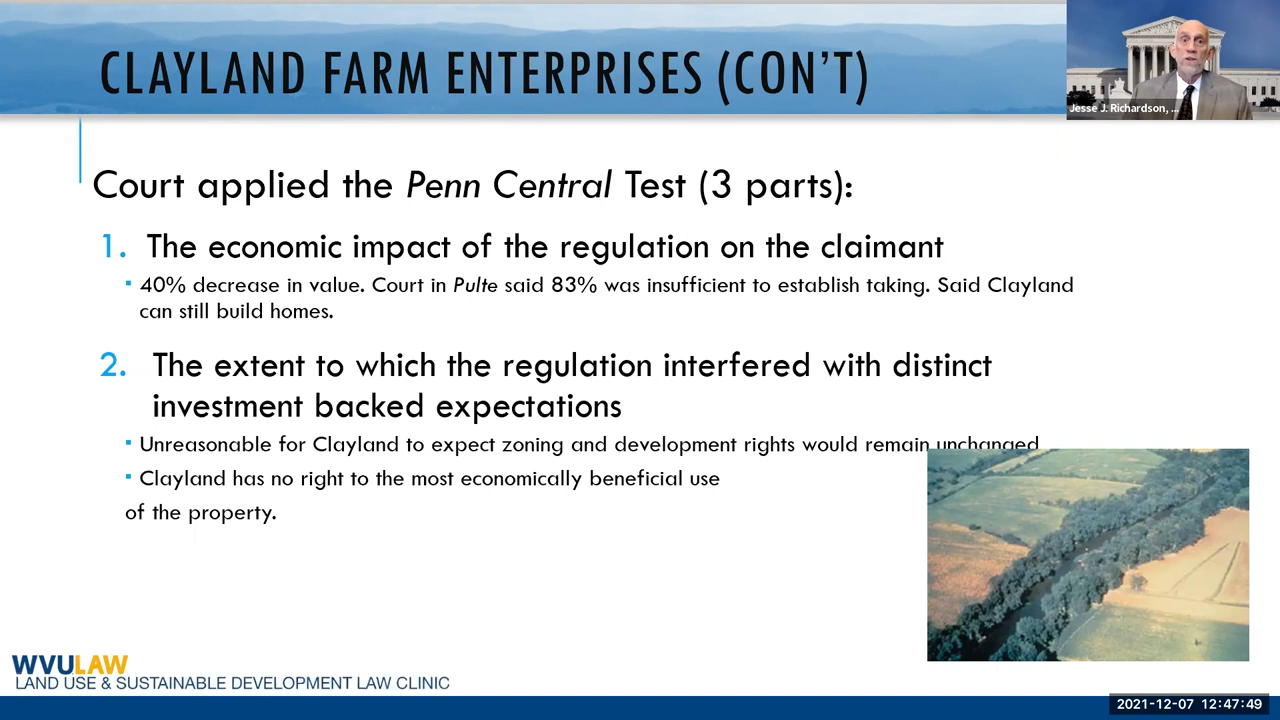 CLAYLAND FARM ENTERPRISES (CON'T)
Jesse J. Richardson, ...
Court applied the Penn Central Test (3 parts):
1. The economic impact of the regulation on the claimant
▪ 40% decrease in value. Court in Pulte said 83% was insufficient to establish taking. Said Clayland
can still build homes.
2. The extent to which the regulation interfered with distinct
investment backed expectations
▪ Unreasonable for Clayland to expect zoning and development rights would remain unchanged
▪ Clayland has no right to the most economically beneficial use
of the property.
WVULAW
LAND USE & SUSTAINABLE DEVELOPMENT LAW CLINIC
2021-12-07 12:47:49